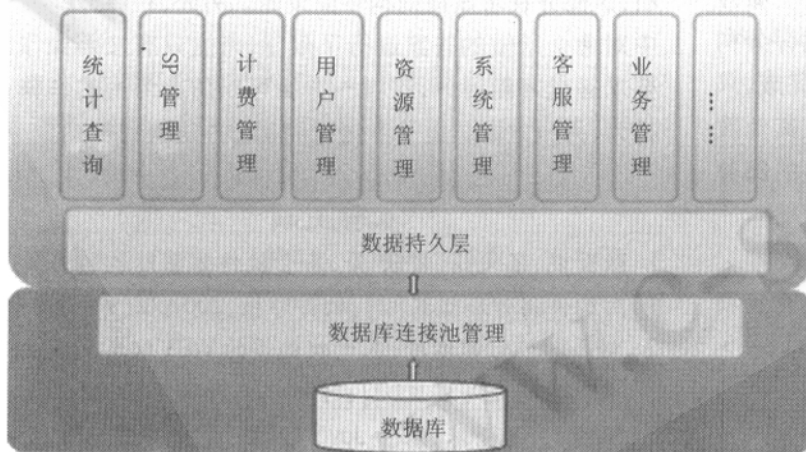 统计查询
SP管理
计费管理
用户管理
资源管理
系统管理
客服管理
业务管理
……
数据持久层
数据库连接池管理
数据库